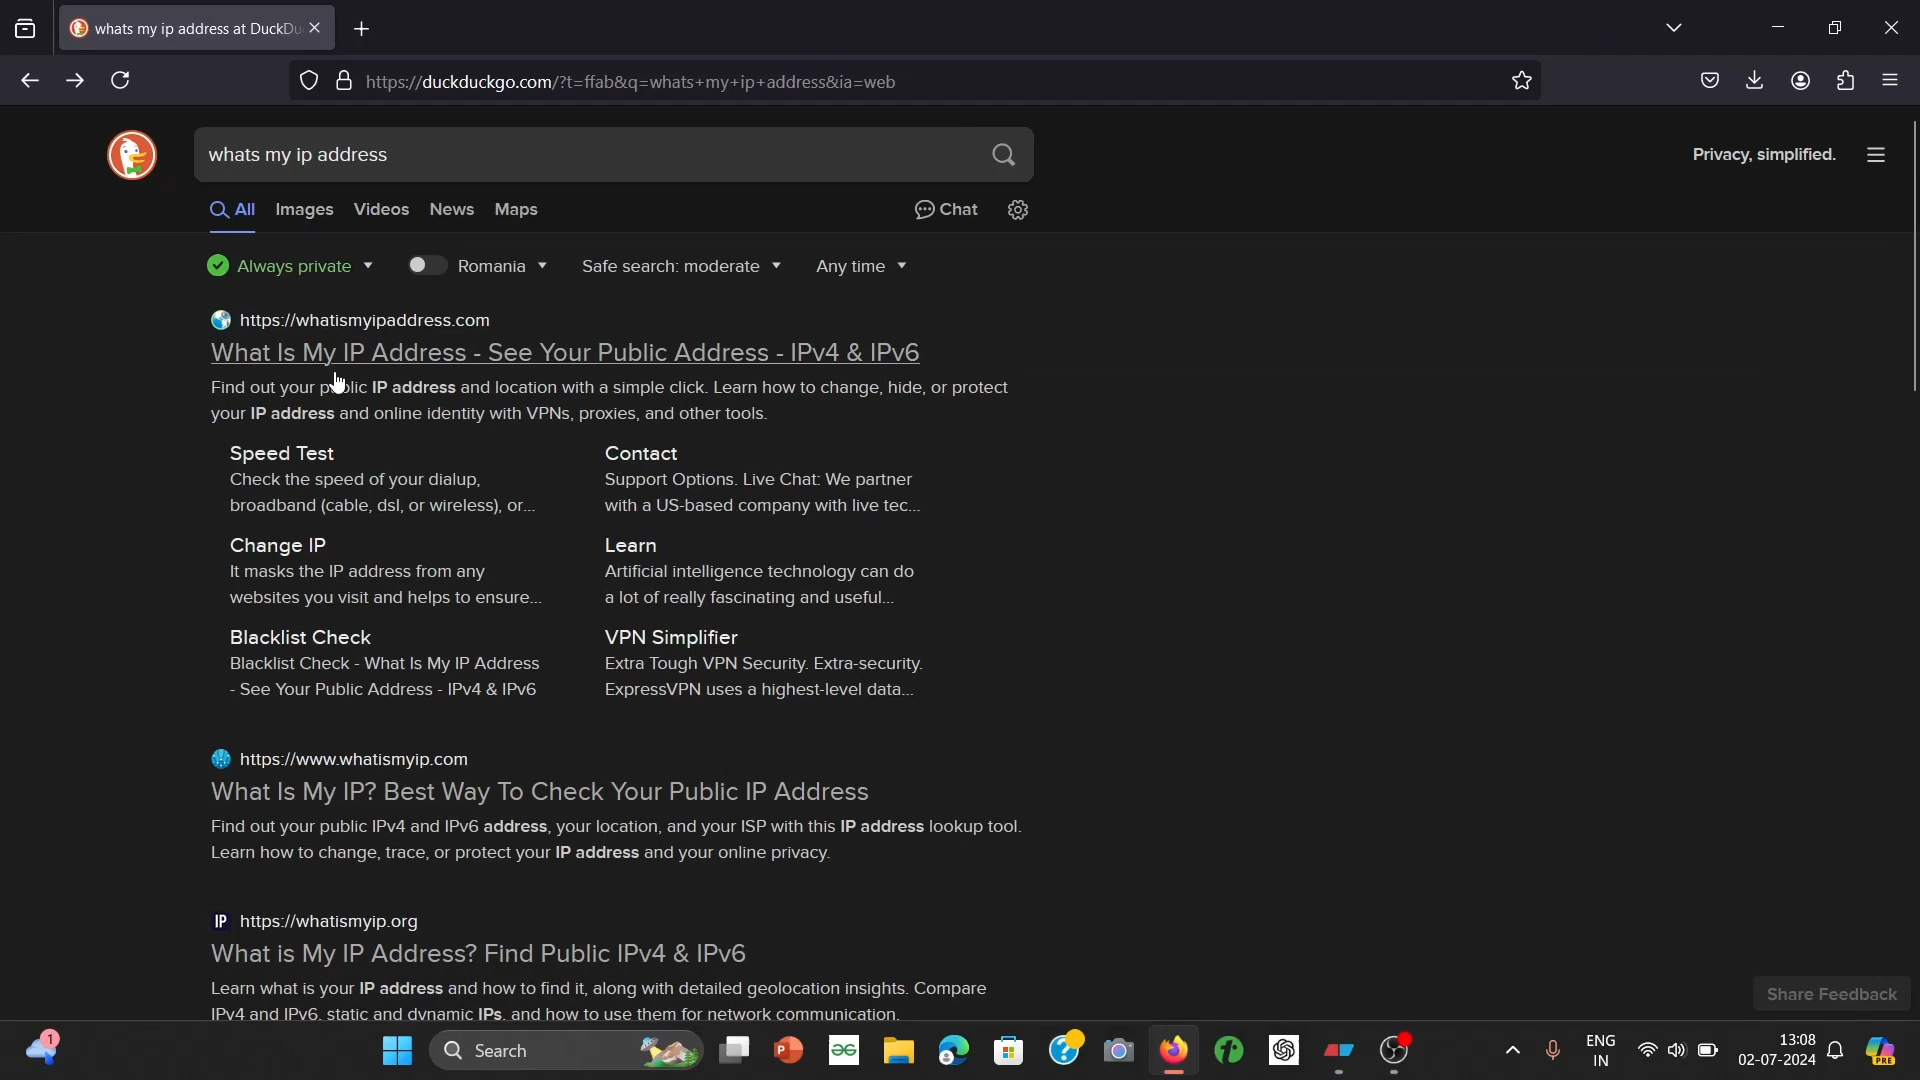 whats my ip address at DuckDu
https://duckduckgo.com/?t=ffab&q=whats+my+ip+address&ia=web
whats my ip address
Privacy, simplified.
All Images Videos News Maps Chat
Always private Romania Safe search: moderate Any time
https://whatismyipaddress.com
What Is My IP Address - See Your Public Address - IPv4 & IPv6
Find out your public IP address and location with a simple click. Learn how to change, hide, or protect
your IP address and online identity with VPNs, proxies, and other tools.
Speed Test
Check the speed of your dialup,
broadband (cable, dsl, or wireless), or...
Contact
Support Options. Live Chat: We partner
with a US-based company with live tec...
Change IP
It masks the IP address from any
websites you visit and helps to ensure...
Learn
Artificial intelligence technology can do
a lot of really fascinating and useful...
Blacklist Check
Blacklist Check - What Is My IP Address
- See Your Public Address - IPv4 & IPv6
VPN Simplifier
Extra Tough VPN Security. Extra-security.
ExpressVPN uses a highest-level data...
https://www.whatismyip.com
What Is My IP? Best Way To Check Your Public IP Address
Find out your public IPv4 and IPv6 address, your location, and your ISP with this IP address lookup tool.
Learn how to change, trace, or protect your IP address and your online privacy.
IP https://whatismyip.org
What is My IP Address? Find Public IPv4 & IPv6
Learn what is your IP address and how to find it, along with detailed geolocation insights. Compare
IPv4 and IPv6, static and dynamic IPs, and how to use them for network communication.
Share Feedback
1
Search
P
ENG
IN
13:08
02-07-2024
PRE